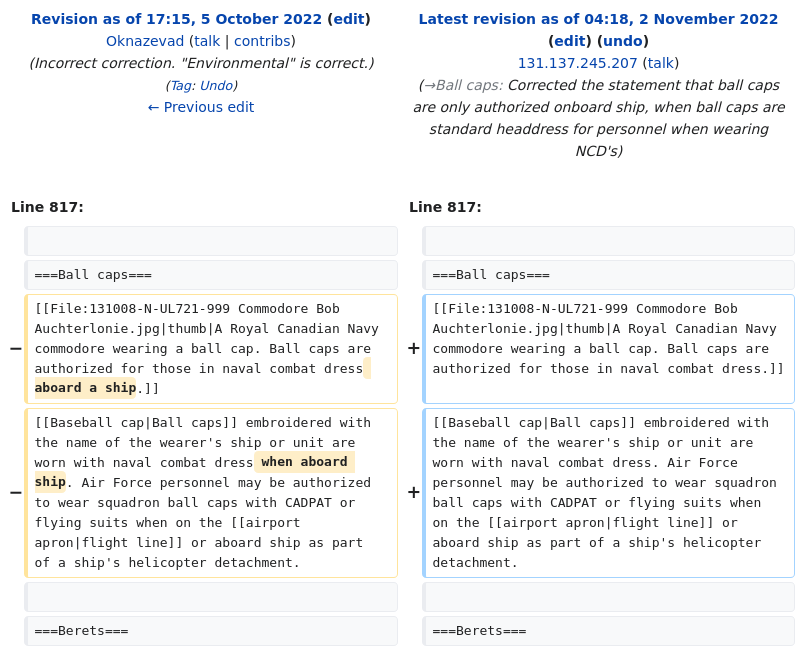 Revision as of 17:15, 5 October 2022 (edit)
Oknazevad (talk | contribs)
(Incorrect correction. "Environmental" is correct.)
(Tag: Undo)
← Previous edit
Latest revision as of 04:18, 2 November 2022
(edit) (undo)
131.137.245.207 (talk)
(→Ball caps: Corrected the statement that ball caps
are only authorized onboard ship, when ball caps are
standard headdress for personnel when wearing
NCD's)
Line 817:
Line 817:
===Ball caps===
===Ball caps===
−
[[File:131008-N-UL721-999 Commodore Bob
Auchterlonie.jpg|thumb|A Royal Canadian Navy
commodore wearing a ball cap. Ball caps are
authorized for those in naval combat dress
aboard a ship.]]
+
[[File:131008-N-UL721-999 Commodore Bob
Auchterlonie.jpg|thumb|A Royal Canadian Navy
commodore wearing a ball cap. Ball caps are
authorized for those in naval combat dress.]]
−
[[Baseball cap|Ball caps]] embroidered with
the name of the wearer's ship or unit are
worn with naval combat dress when aboard
ship. Air Force personnel may be authorized
to wear squadron ball caps with CADPAT or
flying suits when on the [[airport
apron|flight line]] or aboard ship as part
of a ship's helicopter detachment.
+
[[Baseball cap|Ball caps]] embroidered with
the name of the wearer's ship or unit are
worn with naval combat dress. Air Force
personnel may be authorized to wear squadron
ball caps with CADPAT or flying suits when
on the [[airport apron|flight line]] or
aboard ship as part of a ship's helicopter
detachment.
===Berets===
===Berets===